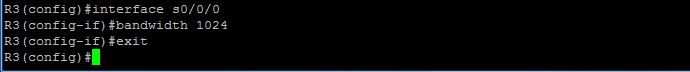 R3(config)#interface s0/0/0
R3(config-if)#bandwidth 1024
R3(config-if)#exit
R3(config)#